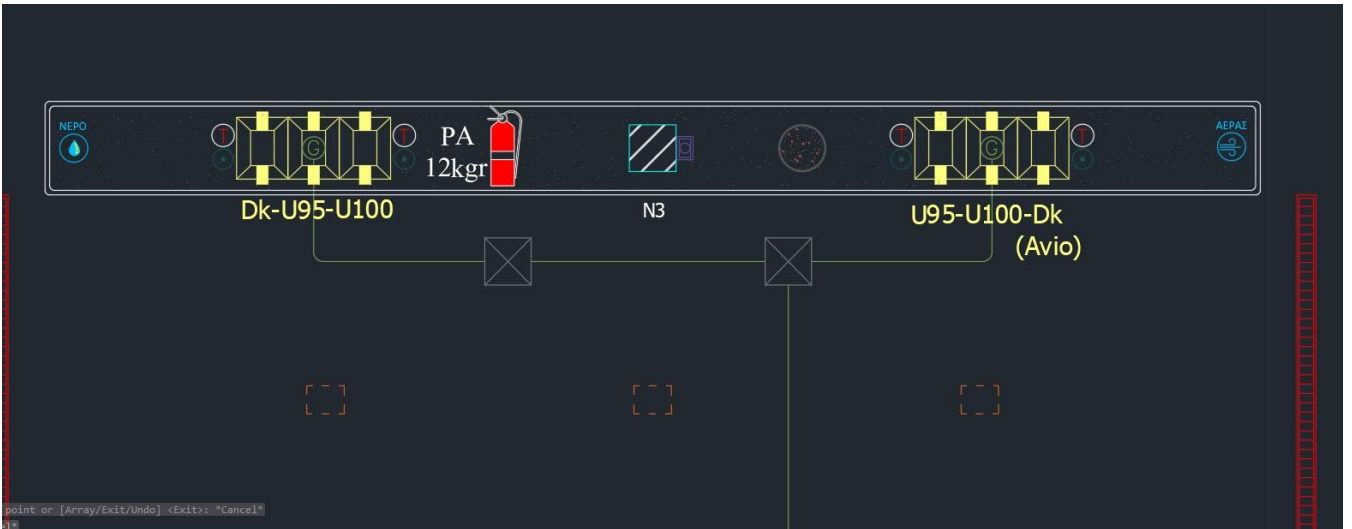 ΝΕΡΟ
ΑΕΡΑΣ
T
G
T
PA
12kgr
T
G
T
Dk-U95-U100
N3
U95-U100-Dk
(Avio)
point or [Array/Exit/Undo] <Exit>: *Cancel*
el*